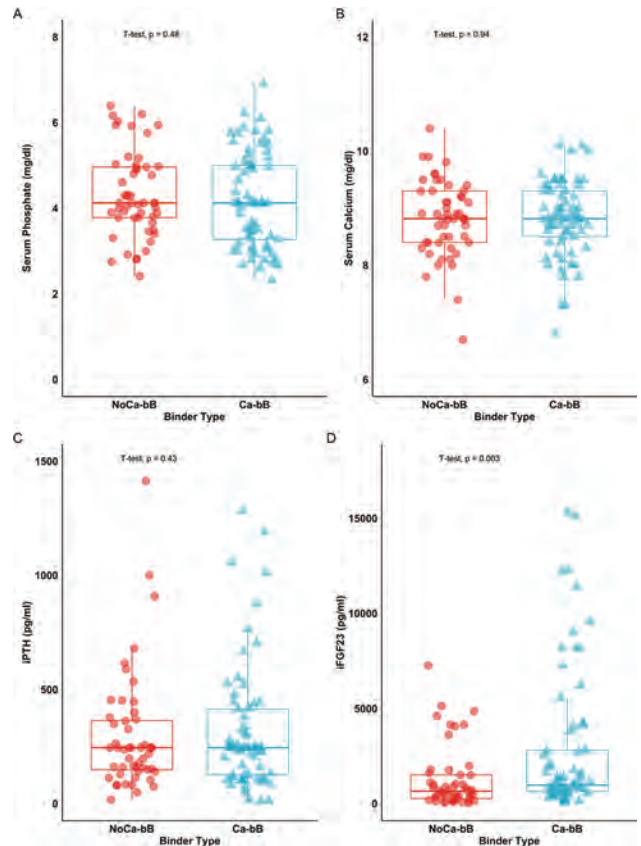 A
T-test, p = 0.48
8
6
4
2
0
Serum Phosphate (mg/dl)
NoCa-bB
Ca-bB
Binder Type
B
T-test, p = 0.94
12
10
8
6
Serum Calcium (mg/dl)
NoCa-bB
Ca-bB
Binder Type
C
T-test, p = 0.43
1500
1000
500
0
iPTH (pg/ml)
NoCa-bB
Ca-bB
Binder Type
D
T-test, p = 0.003
15000
10000
5000
0
iFGF23 (pg/ml)
NoCa-bB
Ca-bB
Binder Type